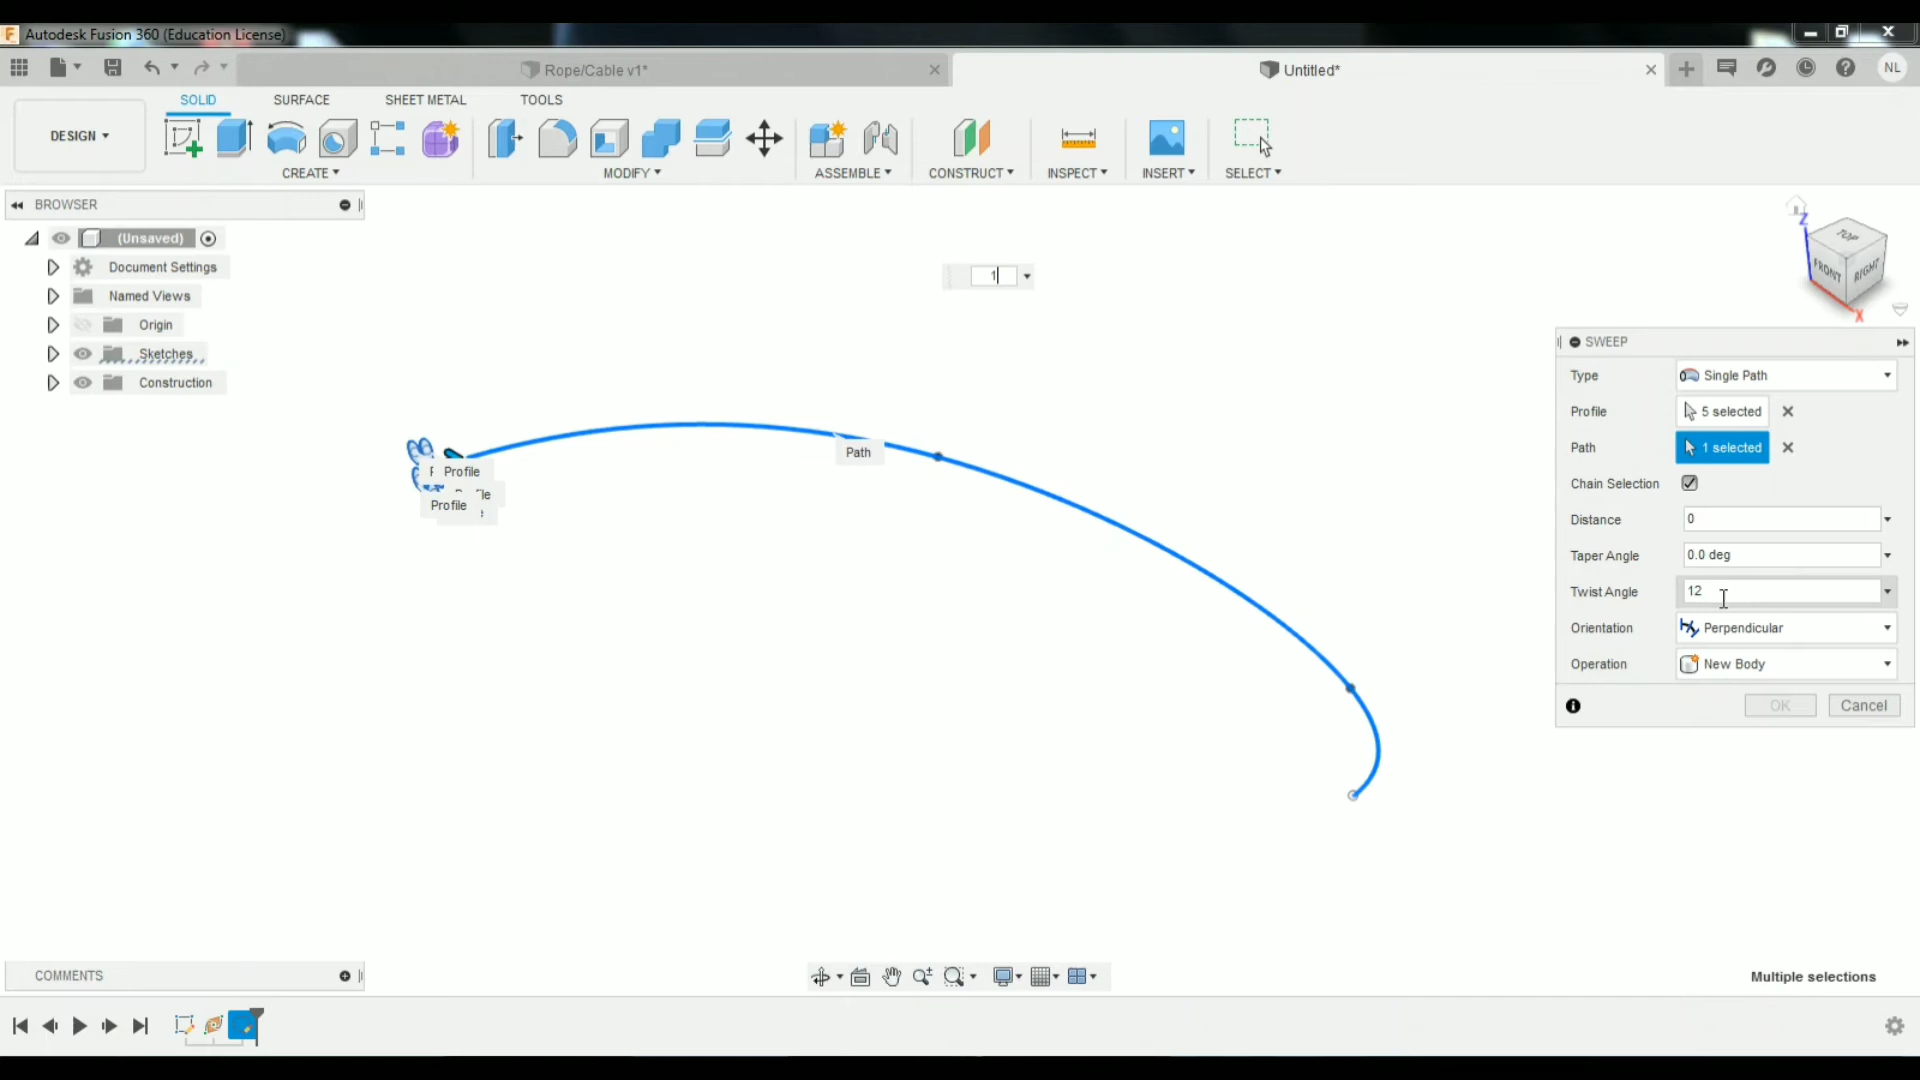 Autodesk Fusion 360 (Education License)
Rope/Cable v1*
Untitled*
NL
DESIGN
SOLID
SURFACE
SHEET METAL
TOOLS
CREATE
MODIFY
ASSEMBLE
CONSTRUCT
INSPECT
INSERT
SELECT
BROWSER
(Unsaved)
Document Settings
Named Views
Origin
Sketches
Construction
1
Z
TOP
FRONT
RIGHT
X
Path
Profile
Profile
SWEEP
Type
Single Path
Profile
5 selected
Path
1 selected
Chain Selection
Distance
0
Taper Angle
0.0 deg
Twist Angle
12
Orientation
Perpendicular
Operation
New Body
OK
Cancel
COMMENTS
Multiple selections